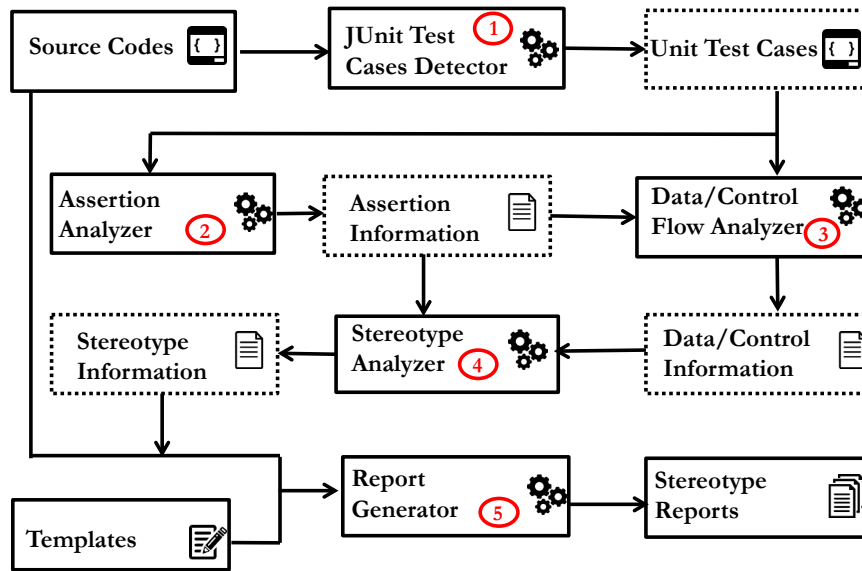 Source Codes
{ }
JUnit Test
Cases Detector
1
Unit Test Cases
{ }
Assertion
Analyzer
2
Assertion
Information
Data/Control
Flow Analyzer
3
Stereotype
Information
Stereotype
Analyzer
4
Data/Control
Information
Templates
Report
Generator
5
Stereotype
Reports